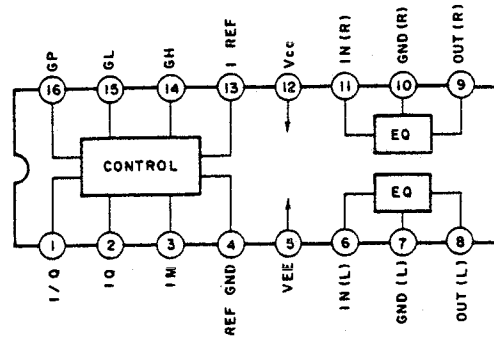 GP GL GH I REF Vcc IN(R) GND(R) OUT(R)
16 15 14 13 12 11 10 9
EQ
CONTROL
EQ
1 2 3 4 5 6 7 8
I/Q IQ IM REF GND VEE IN(L) GND(L) OUT(L)